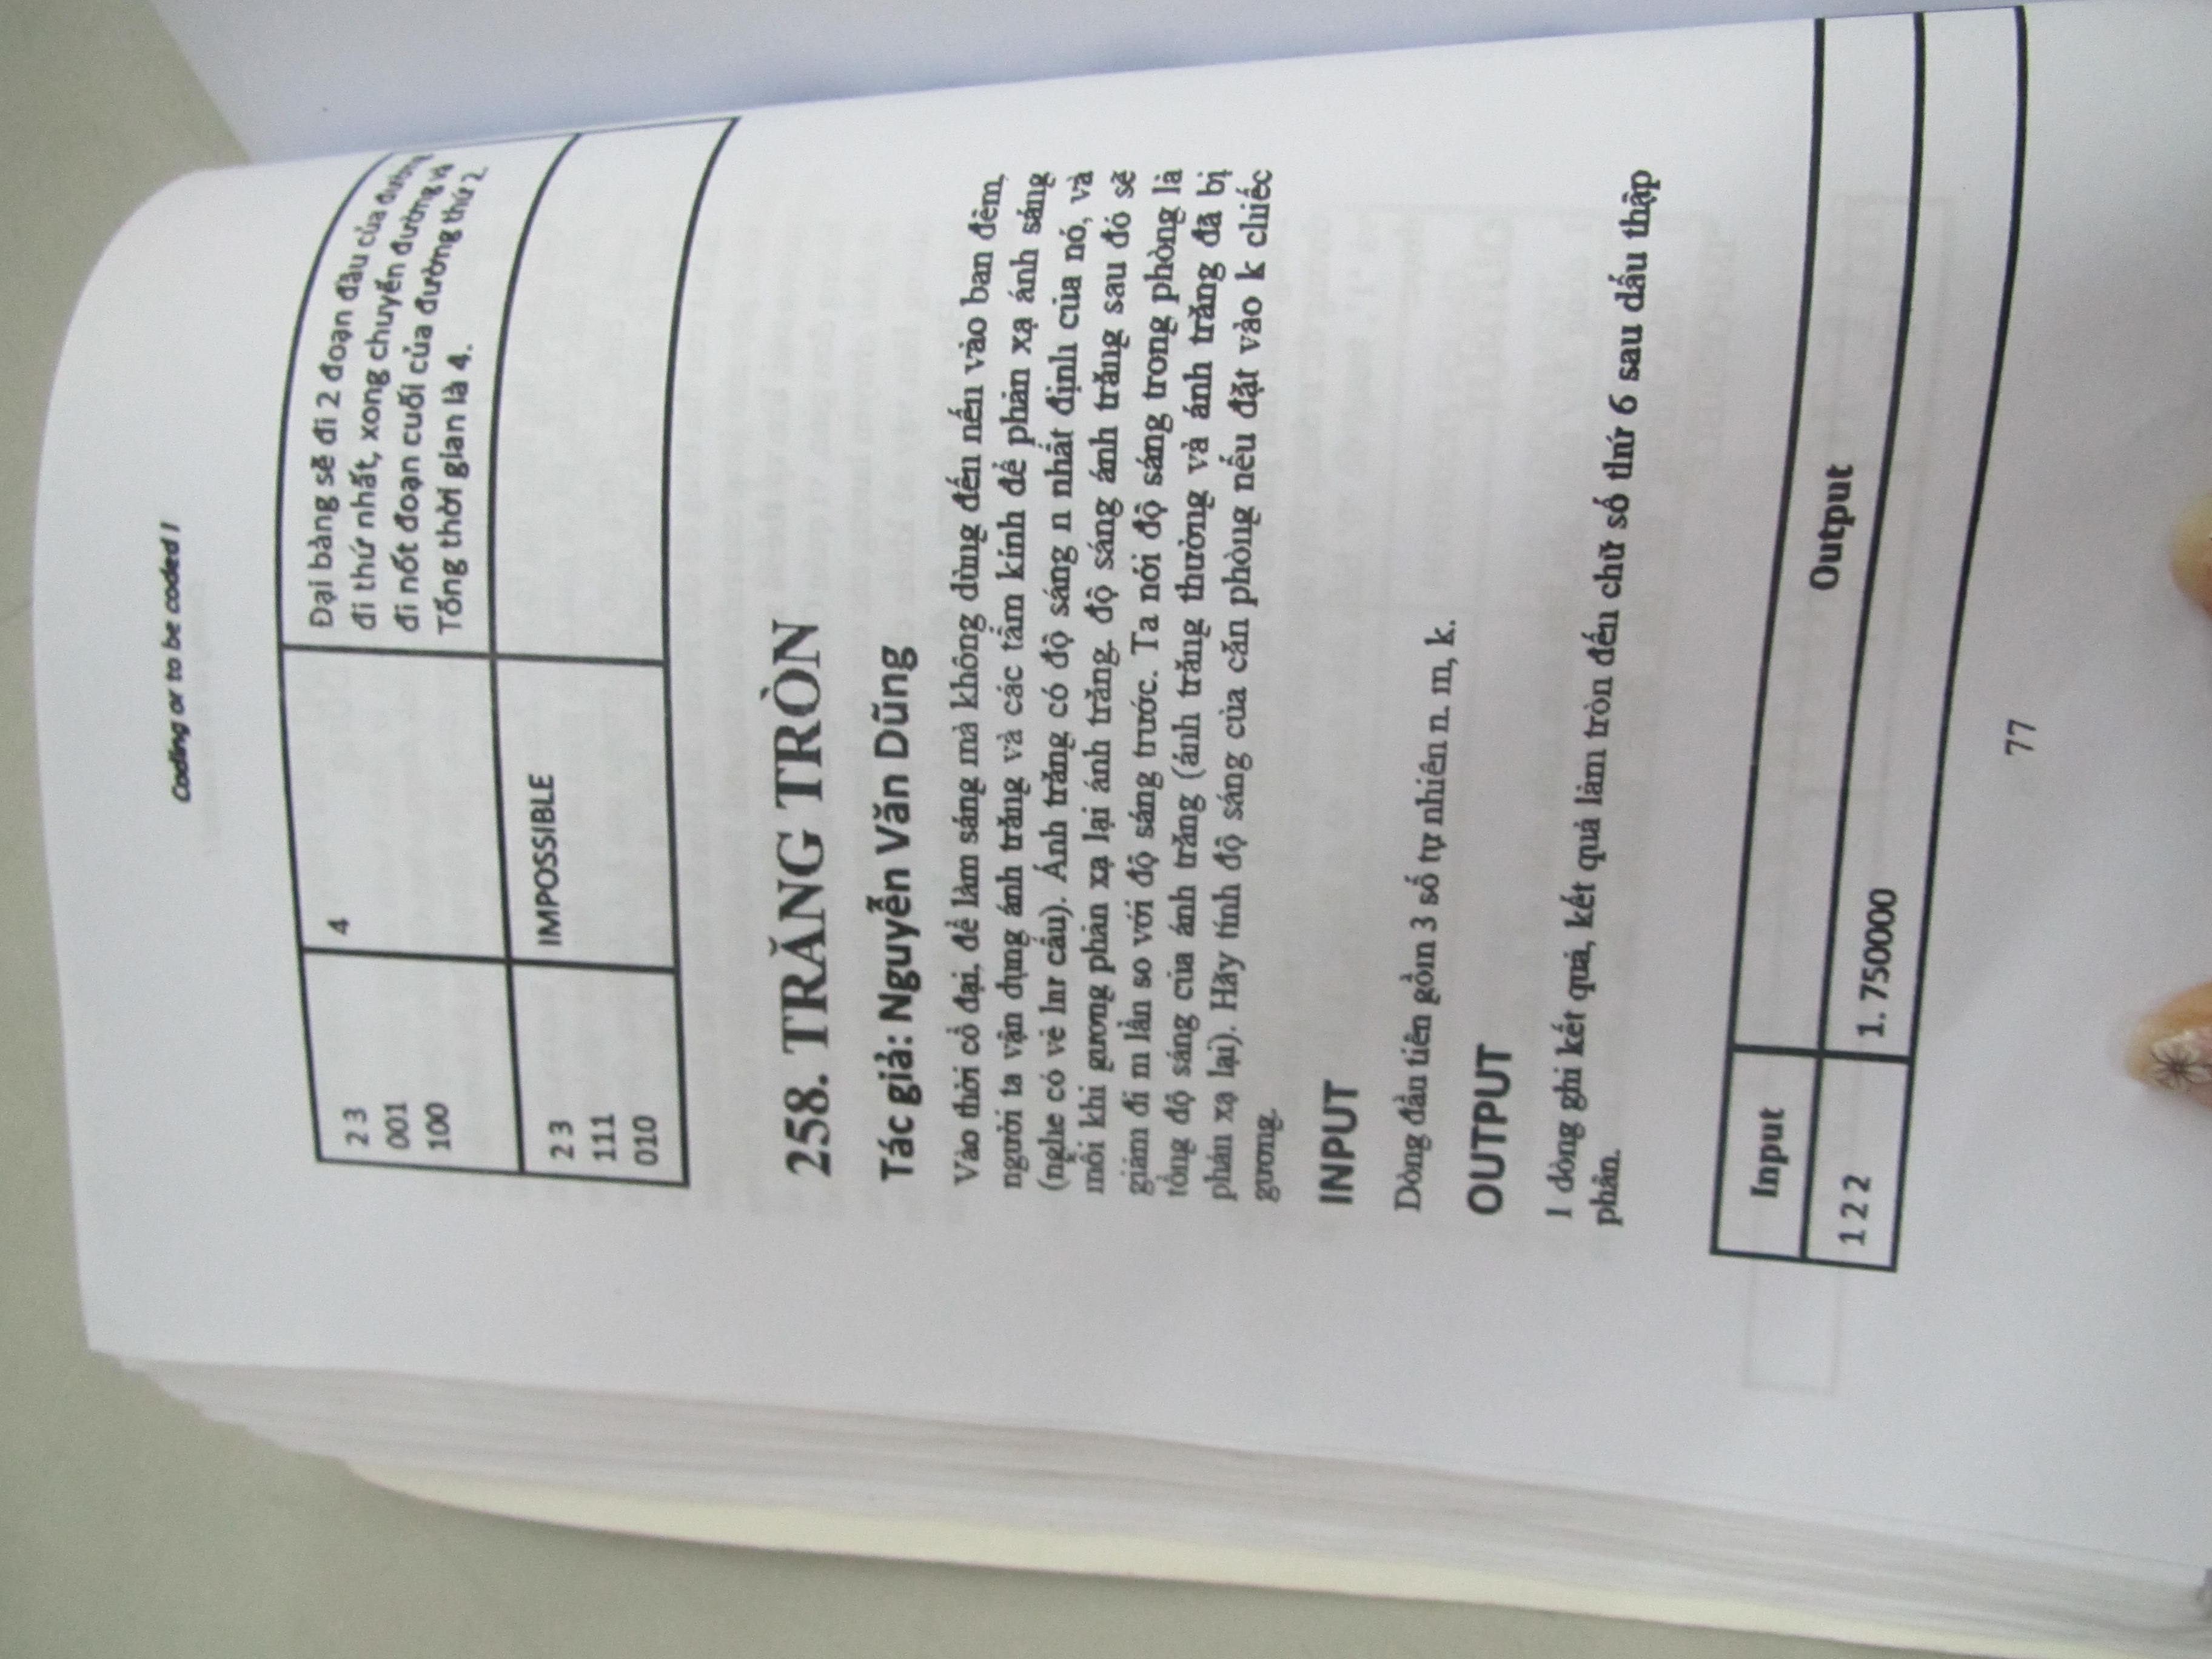 Coding or to be coded !
2 3
001
100
4
Đại bàng sẽ đi 2 đoạn đầu của đường
đi thứ nhất, xong chuyển đường và
đi nốt đoạn cuối của đường thứ 2.
Tổng thời gian là 4.
2 3
111
010
IMPOSSIBLE
258. TRĂNG TRÒN
Tác giả: Nguyễn Văn Dũng
Vào thời cổ đại, để làm sáng mà không dùng đến nến vào ban đêm,
người ta vận dụng ánh trăng và các tấm kính để phản xạ ánh sáng
(nghe có vẻ hư cấu). Ánh trăng có độ sáng n nhất định của nó, và
mỗi khi gương phản xạ lại ánh trăng. độ sáng ánh trăng sau đó sẽ
giảm đi m lần so với độ sáng trước. Ta nói độ sáng trong phòng là
tổng độ sáng của ánh trăng (ánh trăng thường và ánh trăng đã bị
phản xạ lại). Hãy tính độ sáng của căn phòng nếu đặt vào k chiếc
gương.
INPUT
Dòng đầu tiên gồm 3 số tự nhiên n. m, k.
OUTPUT
1 dòng ghi kết quả, kết quả làm tròn đến chữ số thứ 6 sau dấu thập
phân.
Input
Output
1 2 2
1. 750000
77